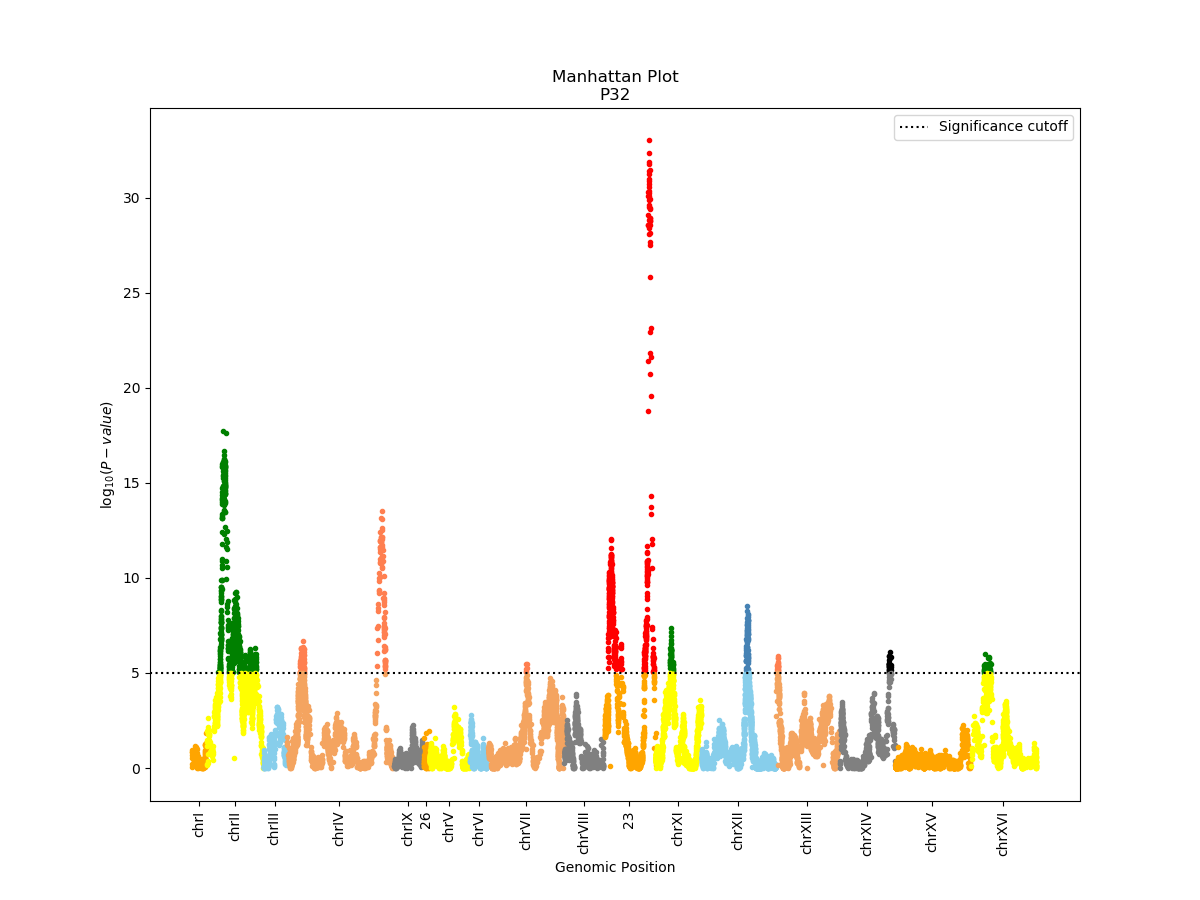 Manhattan Plot
P32
Significance cutoff
log10(P − value)
30
25
20
15
10
5
0
chrI
chrII
chrIII
chrIV
chrIX
26
chrV
chrVI
chrVII
chrVIII
23
chrXI
chrXII
chrXIII
chrXIV
chrXV
chrXVI
Genomic Position